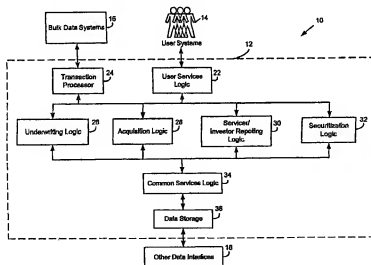 16
Bulk Data Systems
14
User Systems
10
12
Transaction
Processor
24
User Services
Logic
22
Underwriting Logic
26
Acquisition Logic
28
Servicer/
Investor Reporting
Logic
30
Securitization
Logic
32
Common Services Logic
34
Data Storage
36
Other Data Interfaces
18